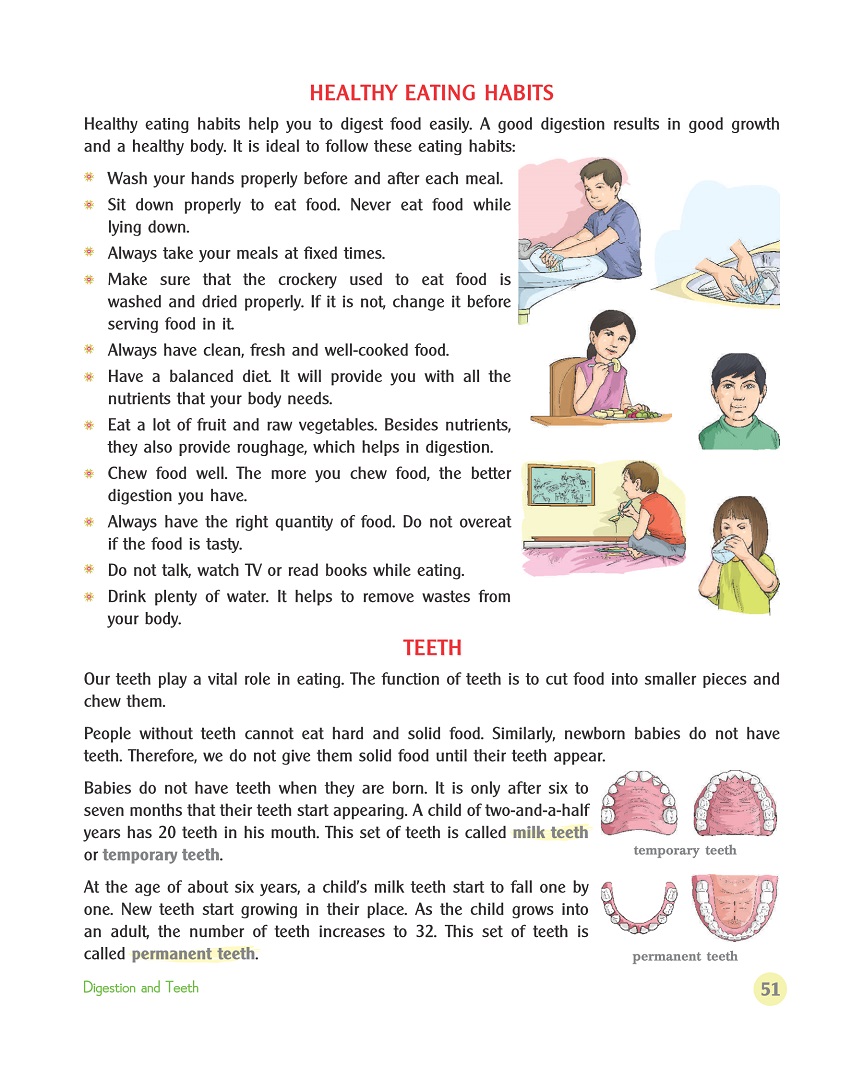 HEALTHY EATING HABITS
Healthy eating habits help you to digest food easily. A good digestion results in good growth
and a healthy body. It is ideal to follow these eating habits:
Wash your hands properly before and after each meal.
Sit down properly to eat food. Never eat food while
lying down.
Always take your meals at fixed times.
Make sure that the crockery used to eat food is
washed and dried properly. If it is not, change it before
serving food in it.
Always have clean, fresh and well-cooked food.
Have a balanced diet. It will provide you with all the
nutrients that your body needs.
Eat a lot of fruit and raw vegetables. Besides nutrients,
they also provide roughage, which helps in digestion.
Chew food well. The more you chew food, the better
digestion you have.
Always have the right quantity of food. Do not overeat
if the food is tasty.
Do not talk, watch TV or read books while eating.
Drink plenty of water. It helps to remove wastes from
your body.
TEETH
Our teeth play a vital role in eating. The function of teeth is to cut food into smaller pieces and
chew them.
People without teeth cannot eat hard and solid food. Similarly, newborn babies do not have
teeth. Therefore, we do not give them solid food until their teeth appear.
Babies do not have teeth when they are born. It is only after six to
seven months that their teeth start appearing. A child of two-and-a-half
years has 20 teeth in his mouth. This set of teeth is called milk teeth
or temporary teeth.
temporary teeth
At the age of about six years, a child's milk teeth start to fall one by
one. New teeth start growing in their place. As the child grows into
an adult, the number of teeth increases to 32. This set of teeth is
called permanent teeth.
permanent teeth
Digestion and Teeth
51